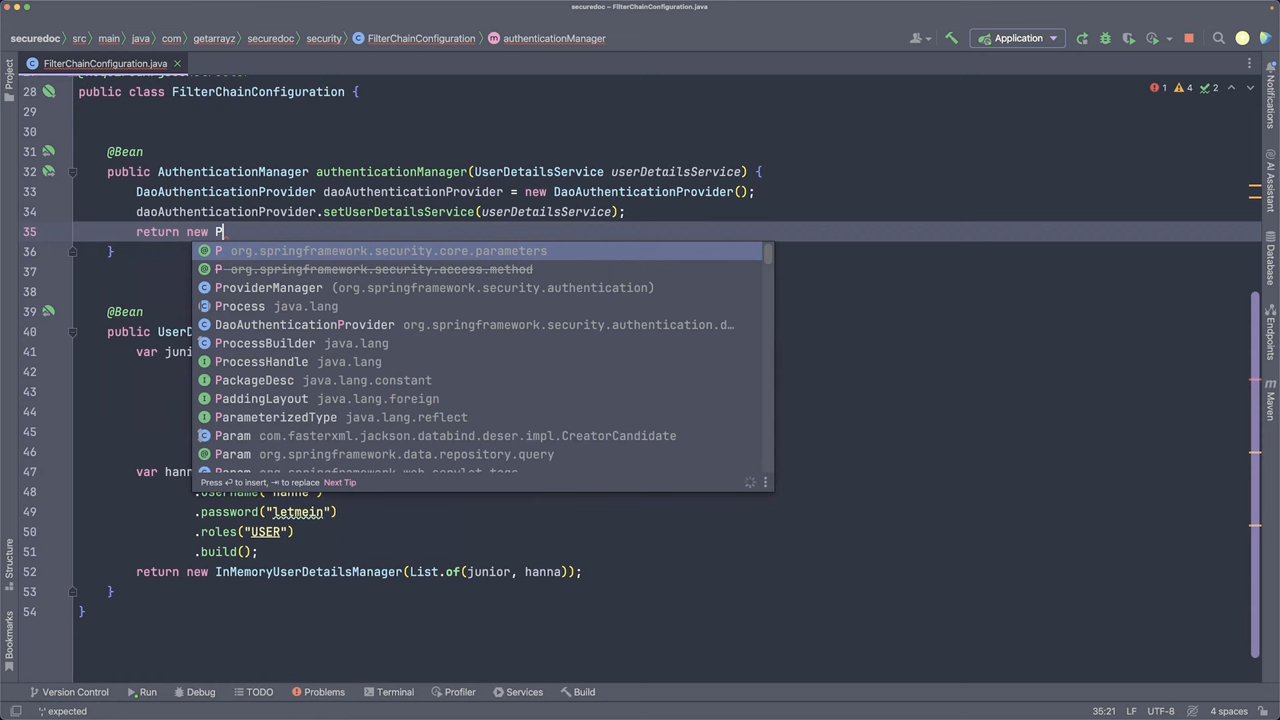 securedoc – FilterChainConfiguration.java
securedoc src main java com getarrayz securedoc security FilterChainConfiguration authenticationManager
Application
FilterChainConfiguration.java
Project
Notifications
AI Assistant
Database
Endpoints
Maven
Structure
Bookmarks
1 4 2
28 public class FilterChainConfiguration {
29
30
31 @Bean
32 public AuthenticationManager authenticationManager(UserDetailsService userDetailsService) {
33 DaoAuthenticationProvider daoAuthenticationProvider = new DaoAuthenticationProvider();
34 daoAuthenticationProvider.setUserDetailsService(userDetailsService);
35 return new P
36 }
P org.springframework.security.core.parameters
P org.springframework.security.access.method
ProviderManager (org.springframework.security.authentication)
Process java.lang
DaoAuthenticationProvider org.springframework.security.authentication.d…
ProcessBuilder java.lang
ProcessHandle java.lang
PackageDesc java.lang.constant
PaddingLayout java.lang.foreign
ParameterizedType java.lang.reflect
Param com.fasterxml.jackson.databind.deser.impl.CreatorCandidate
Param org.springframework.data.repository.query
Param org.springframework.web.servlet.tags
Press ⏎ to insert, ⇥ to replace Next Tip
37
38
39 @Bean
40 public UserD
41 var juni
42
43
44
45
46
47 var hann
48 .username("hanne")
49 .password("letmein")
50 .roles("USER")
51 .build();
52 return new InMemoryUserDetailsManager(List.of(junior, hanna));
53 }
54 }
Version Control Run Debug TODO Problems Terminal Profiler Services Build
';' expected
35:21 LF UTF-8 4 spaces